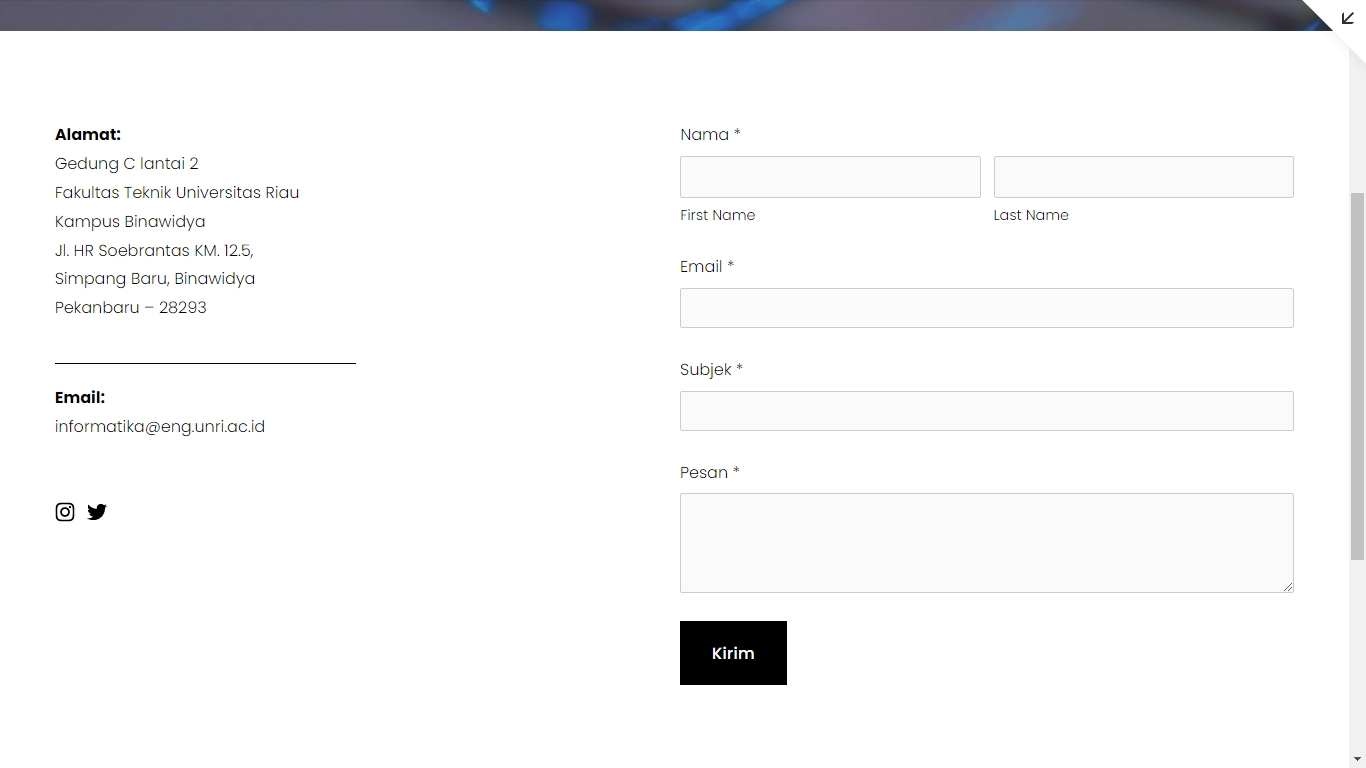 Alamat:
Gedung C lantai 2
Fakultas Teknik Universitas Riau
Kampus Binawidya
Jl. HR Soebrantas KM. 12.5,
Simpang Baru, Binawidya
Pekanbaru – 28293
Email:
informatika@eng.unri.ac.id
Nama *
First Name
Last Name
Email *
Subjek *
Pesan *
Kirim